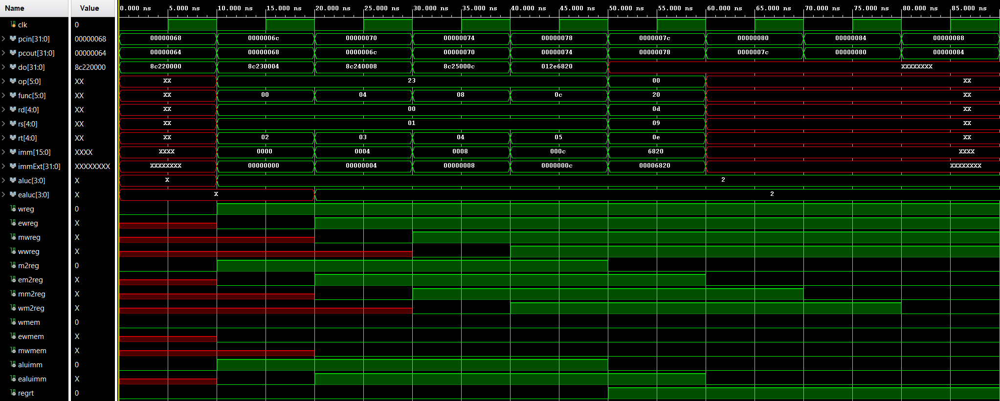 Name Value 0.000 ns 5.000 ns 10.000 ns 15.000 ns 20.000 ns 25.000 ns 30.000 ns 35.000 ns 40.000 ns 45.000 ns 50.000 ns 55.000 ns 60.000 ns 65.000 ns 70.000 ns 75.000 ns 80.000 ns 85.000 ns
clk 0
pcin[31:0] 00000068 00000068 0000006c 00000070 00000074 00000078 0000007c 00000080 00000084 00000088
pcout[31:0] 00000064 00000064 00000068 0000006c 00000070 00000074 00000078 0000007c 00000080 00000084
do[31:0] 8c220000 8c220000 8c230004 8c240008 8c25000c 012e6820 XXXXXXXX
op[5:0] XX XX 23 00 XX
func[5:0] XX XX 00 04 08 0c 20 XX
rd[4:0] XX XX 00 0d XX
rs[4:0] XX XX 01 09 XX
rt[4:0] XX XX 02 03 04 05 0e XX
imm[15:0] XXXX XXXX 0000 0004 0008 000c 6820 XXXX
immExt[31:0] XXXXXXXX XXXXXXXX 00000000 00000004 00000008 0000000c 00006820 XXXXXXXX
aluc[3:0] X X 2
ealuc[3:0] X X 2
wreg 0
ewreg X
mwreg X
wwreg X
m2reg 0
em2reg X
mm2reg X
wm2reg X
wmem 0
ewmem X
mwmem X
aluimm 0
ealuimm X
regrt 0